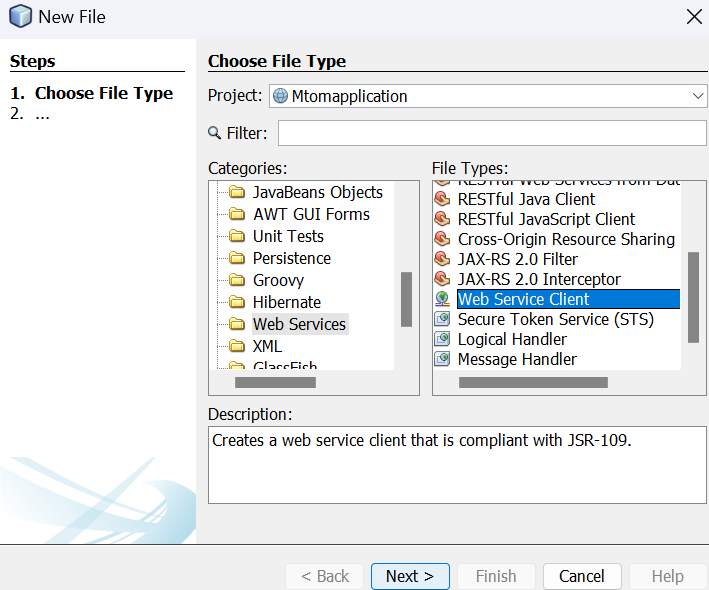 New File
Steps
1. Choose File Type
2. ...
Choose File Type
Project: Mtomapplication
Filter:
Categories:
JavaBeans Objects
AWT GUI Forms
Unit Tests
Persistence
Groovy
Hibernate
Web Services
XML
GlassFish
File Types:
RESTful Web Services from Dat
RESTful Java Client
RESTful JavaScript Client
Cross-Origin Resource Sharing
JAX-RS 2.0 Filter
JAX-RS 2.0 Interceptor
Web Service Client
Secure Token Service (STS)
Logical Handler
Message Handler
Description:
Creates a web service client that is compliant with JSR-109.
< Back Next > Finish Cancel Help